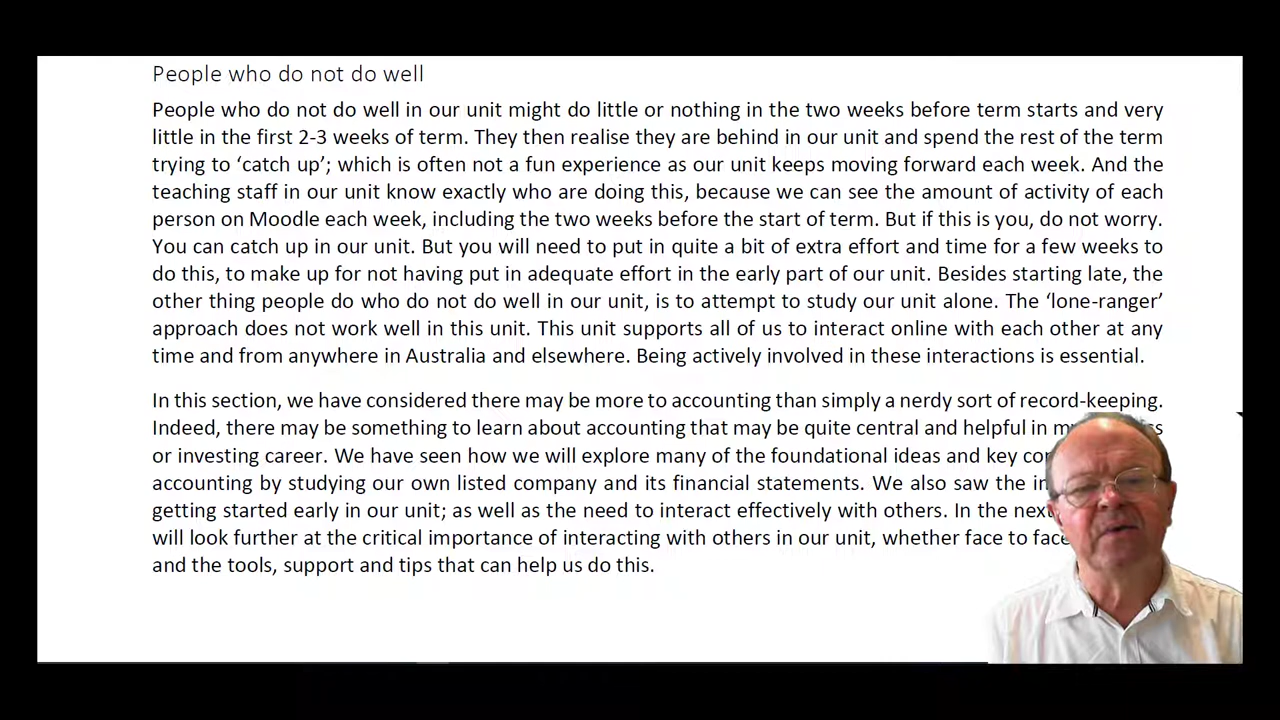 People who do not do well
People who do not do well in our unit might do little or nothing in the two weeks before term starts and very
little in the first 2-3 weeks of term. They then realise they are behind in our unit and spend the rest of the term
trying to ‘catch up’; which is often not a fun experience as our unit keeps moving forward each week. And the
teaching staff in our unit know exactly who are doing this, because we can see the amount of activity of each
person on Moodle each week, including the two weeks before the start of term. But if this is you, do not worry.
You can catch up in our unit. But you will need to put in quite a bit of extra effort and time for a few weeks to
do this, to make up for not having put in adequate effort in the early part of our unit. Besides starting late, the
other thing people do who do not do well in our unit, is to attempt to study our unit alone. The ‘lone-ranger’
approach does not work well in this unit. This unit supports all of us to interact online with each other at any
time and from anywhere in Australia and elsewhere. Being actively involved in these interactions is essential.
In this section, we have considered there may be more to accounting than simply a nerdy sort of record-keeping.
Indeed, there may be something to learn about accounting that may be quite central and helpful in
or investing career. We have seen how we will explore many of the foundational ideas and key
accounting by studying our own listed company and its financial statements. We also saw the
getting started early in our unit; as well as the need to interact effectively with others. In the next
will look further at the critical importance of interacting with others in our unit, whether face to face
and the tools, support and tips that can help us do this.